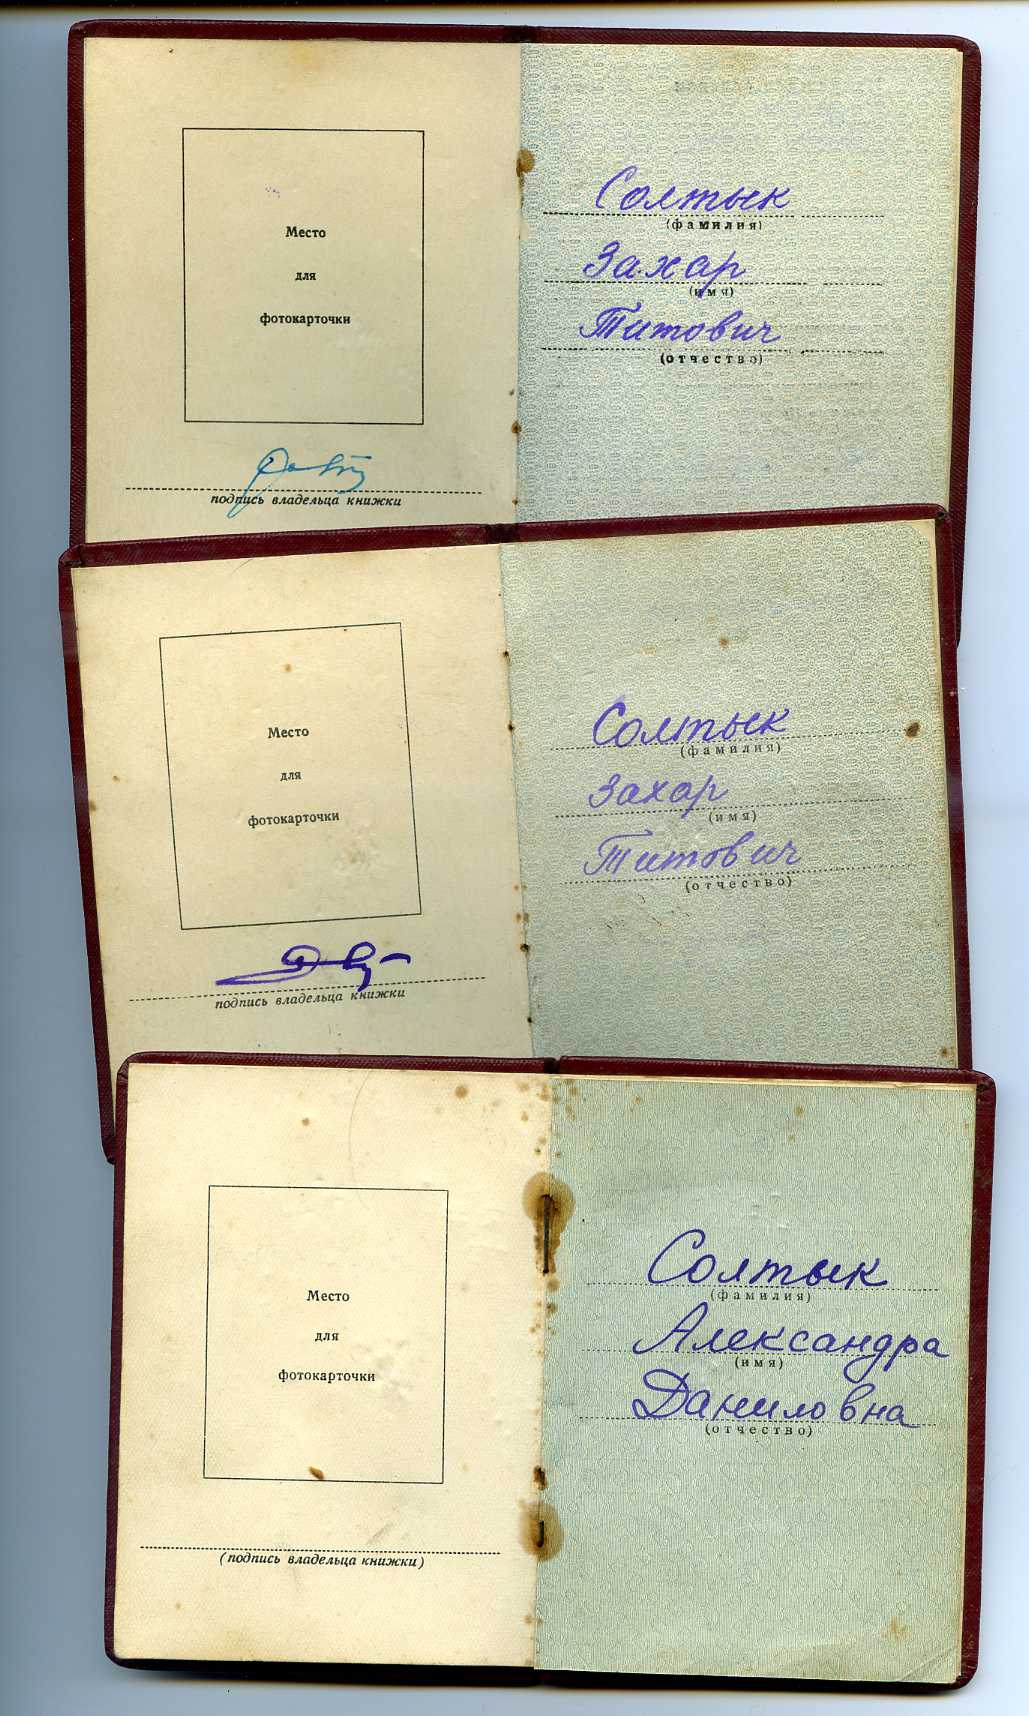 Место
для
фотокарточки
подпись владельца книжки
Солтык
(фамилия)
Захар
(имя)
Титович
(отчество)
Место
для
фотокарточки
подпись владельца книжки
Солтык
(фамилия)
Захар
(имя)
Титович
(отчество)
Место
для
фотокарточки
(подпись владельца книжки)
Солтык
(фамилия)
Александра
(имя)
Даниловна
(отчество)